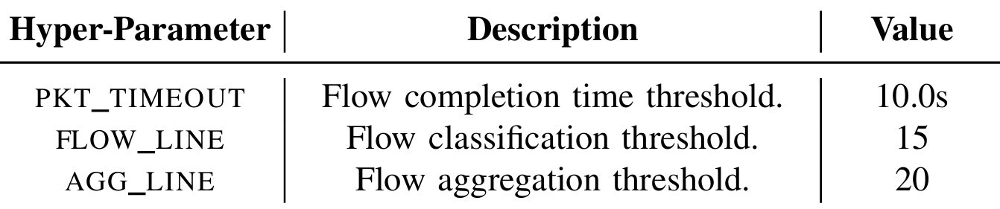 Hyper-Parameter Description Value
PKT_TIMEOUT Flow completion time threshold. 10.0s
FLOW_LINE Flow classification threshold. 15
AGG_LINE Flow aggregation threshold. 20